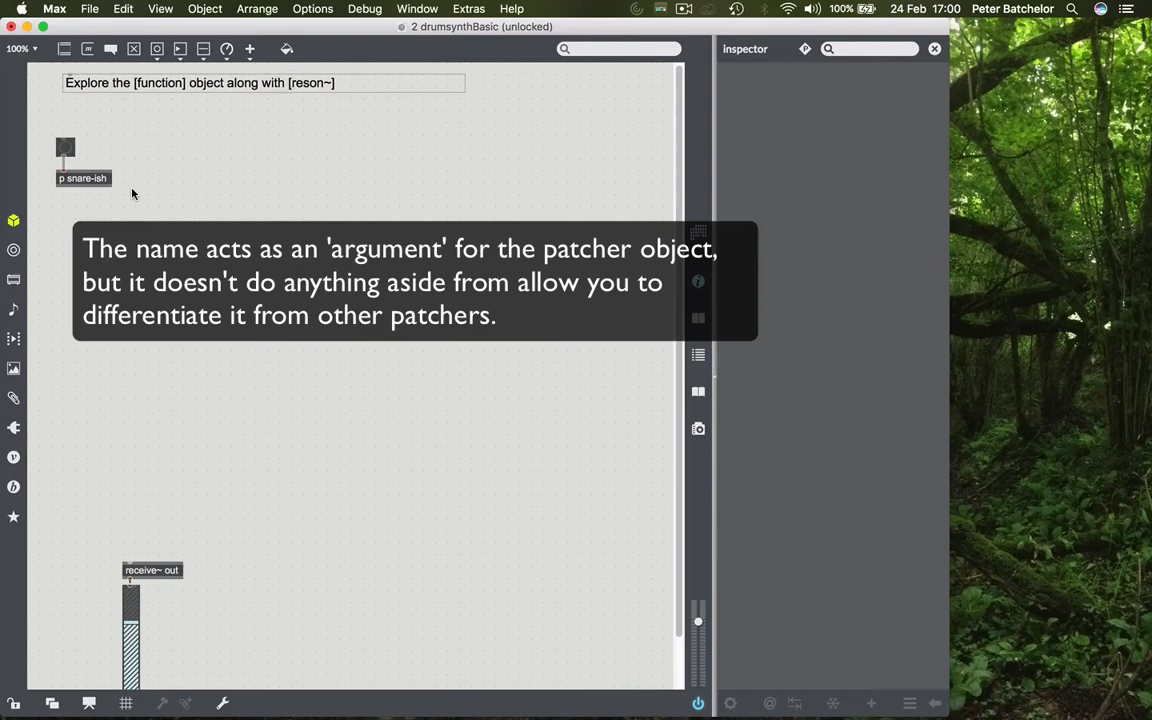 Max File Edit View Object Arrange Options Debug Window Extras Help 100% 24 Feb 17:00 Peter Batchelor
2 drumsynthBasic (unlocked)
100%
inspector
Explore the [function] object along with [reson~]
p snare-ish
The name acts as an 'argument' for the patcher object,
but it doesn't do anything aside from allow you to
differentiate it from other patchers.
receive~ out